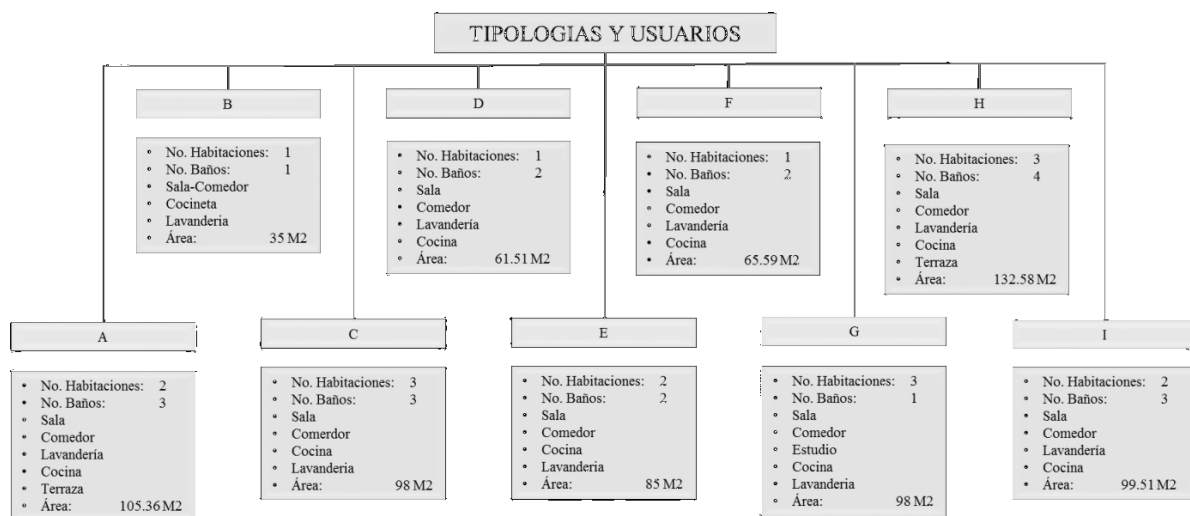 TIPOLOGIAS Y USUARIOS
B
No. Habitaciones: 1
No. Baños: 1
Sala-Comedor
Cocineta
Lavanderia
Área: 35 M2
D
No. Habitaciones: 1
No. Baños: 2
Sala
Comedor
Lavandería
Cocina
Área: 61.51 M2
F
No. Habitaciones: 1
No. Baños: 2
Sala
Comedor
Lavandería
Cocina
Área: 65.59 M2
H
No. Habitaciones: 3
No. Baños: 4
Sala
Comedor
Lavandería
Cocina
Terraza
Área: 132.58 M2
A
No. Habitaciones: 2
No. Baños: 3
Sala
Comedor
Lavandería
Cocina
Terraza
Área: 105.36 M2
C
No. Habitaciones: 3
No. Baños: 3
Sala
Comerdor
Cocina
Lavanderia
Área: 98 M2
E
No. Habitaciones: 2
No. Baños: 2
Sala
Comedor
Cocina
Lavanderia
Área: 85 M2
G
No. Habitaciones: 3
No. Baños: 1
Sala
Comedor
Estudio
Cocina
Lavanderia
Área: 98 M2
I
No. Habitaciones: 2
No. Baños: 3
Sala
Comedor
Lavandería
Cocina
Área: 99.51 M2